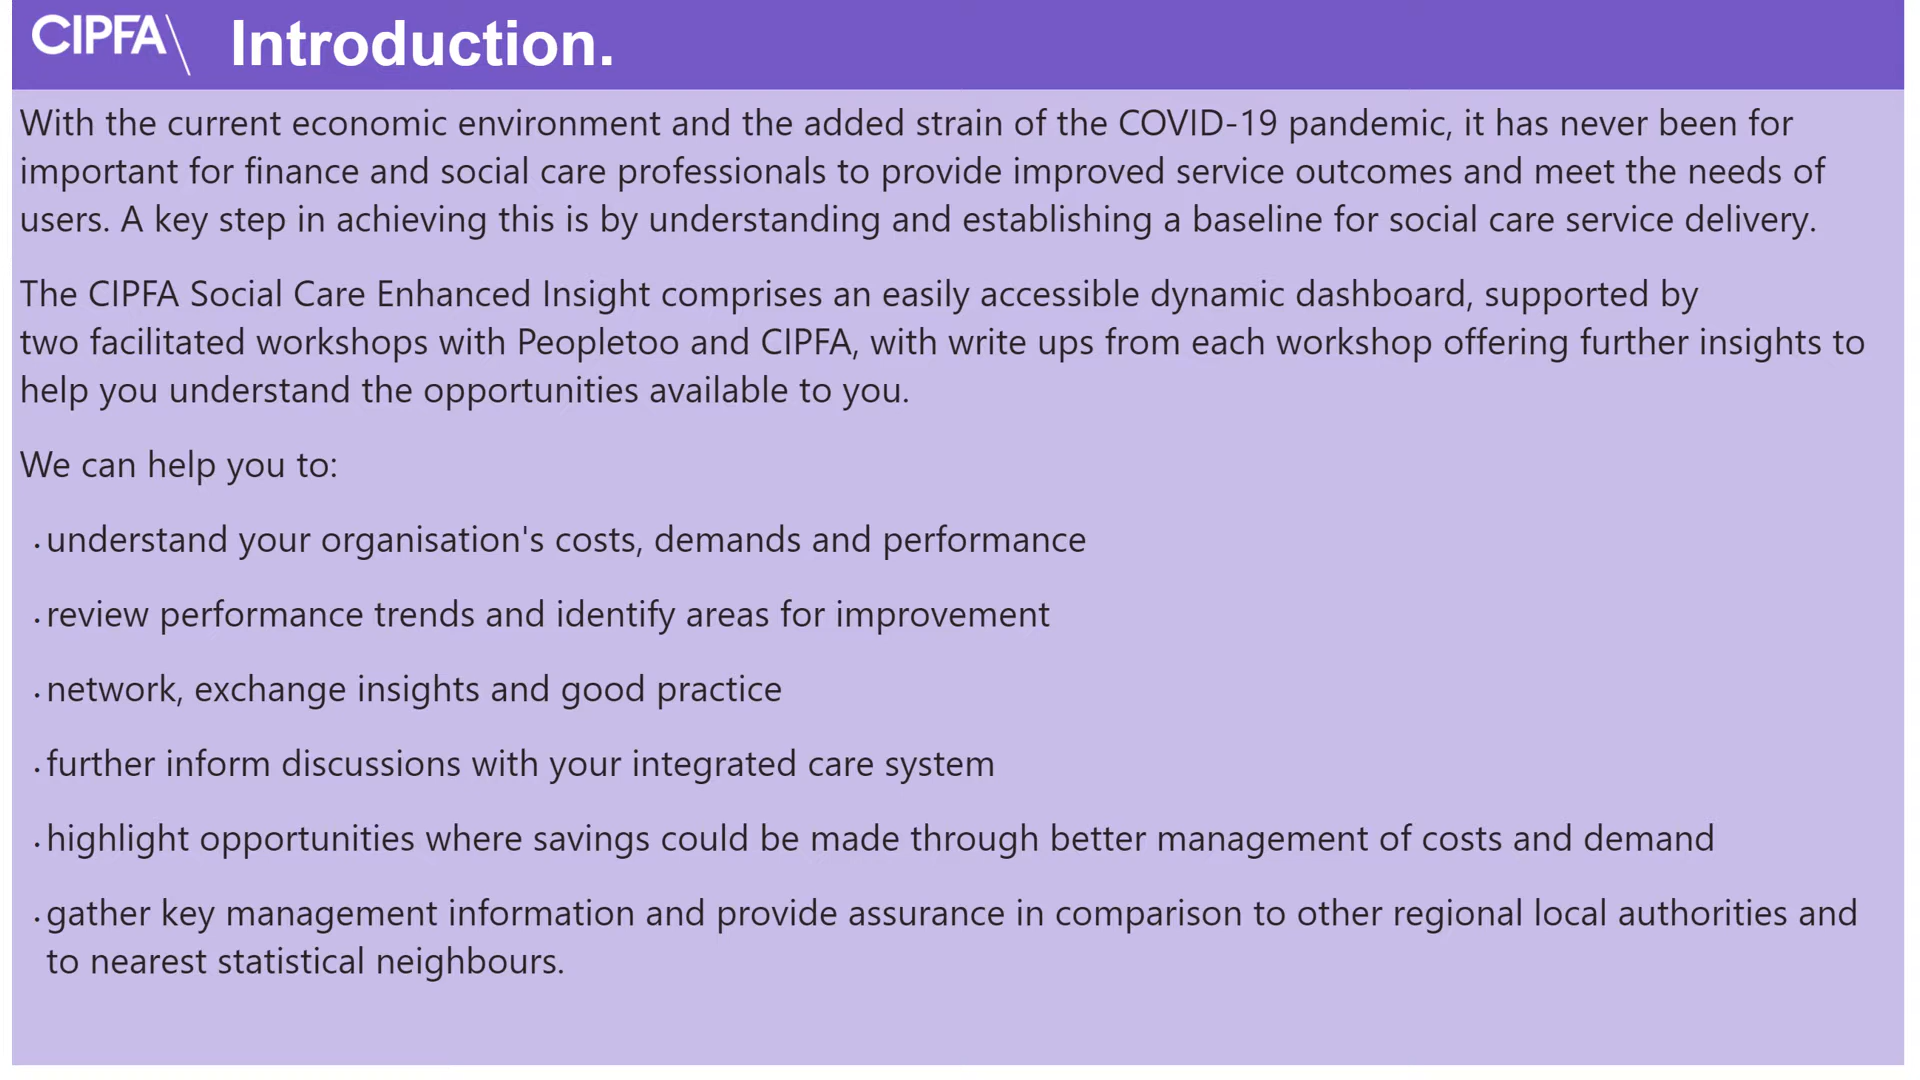 CIPFA\ Introduction.
With the current economic environment and the added strain of the COVID-19 pandemic, it has never been for
important for finance and social care professionals to provide improved service outcomes and meet the needs of
users. A key step in achieving this is by understanding and establishing a baseline for social care service delivery.
The CIPFA Social Care Enhanced Insight comprises an easily accessible dynamic dashboard, supported by
two facilitated workshops with Peopletoo and CIPFA, with write ups from each workshop offering further insights to
help you understand the opportunities available to you.
We can help you to:
· understand your organisation's costs, demands and performance
· review performance trends and identify areas for improvement
· network, exchange insights and good practice
· further inform discussions with your integrated care system
· highlight opportunities where savings could be made through better management of costs and demand
· gather key management information and provide assurance in comparison to other regional local authorities and
to nearest statistical neighbours.